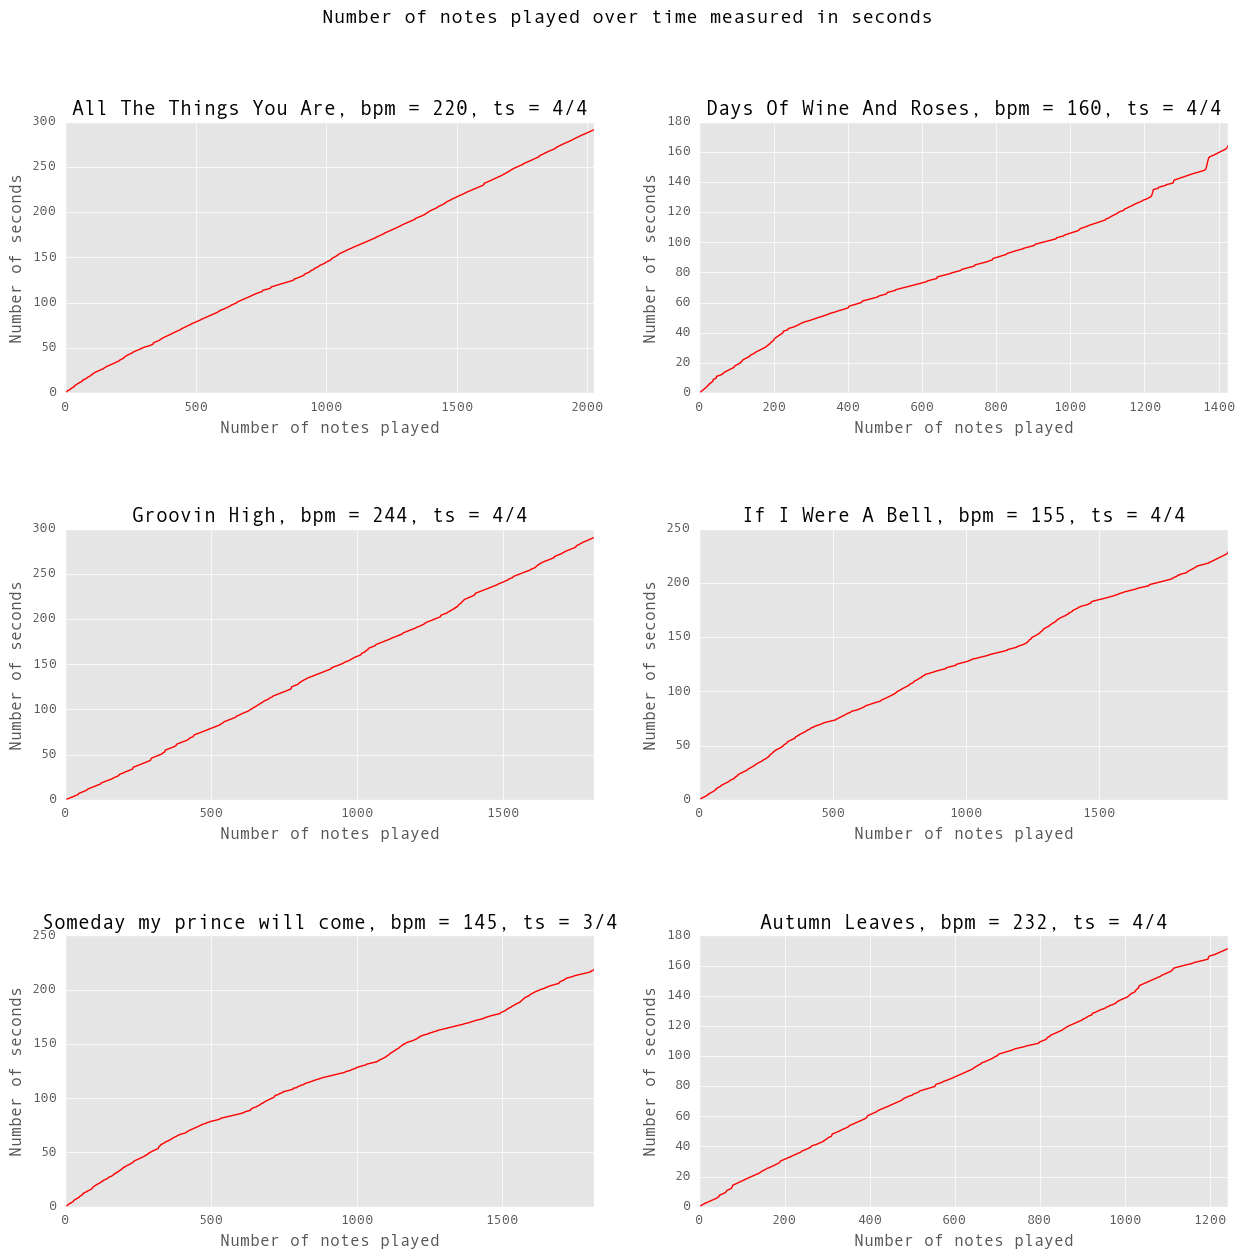 Number of notes played over time measured in seconds
All The Things You Are, bpm = 220, ts = 4/4
300
250
200
150
100
50
0
Number of seconds
0 500 1000 1500 2000
Number of notes played
Days Of Wine And Roses, bpm = 160, ts = 4/4
180
160
140
120
100
80
60
40
20
0
Number of seconds
0 200 400 600 800 1000 1200 1400
Number of notes played
Groovin High, bpm = 244, ts = 4/4
300
250
200
150
100
50
0
Number of seconds
0 500 1000 1500
Number of notes played
If I Were A Bell, bpm = 155, ts = 4/4
250
200
150
100
50
0
Number of seconds
0 500 1000 1500
Number of notes played
Someday my prince will come, bpm = 145, ts = 3/4
250
200
150
100
50
0
Number of seconds
0 500 1000 1500
Number of notes played
Autumn Leaves, bpm = 232, ts = 4/4
180
160
140
120
100
80
60
40
20
0
Number of seconds
0 200 400 600 800 1000 1200
Number of notes played